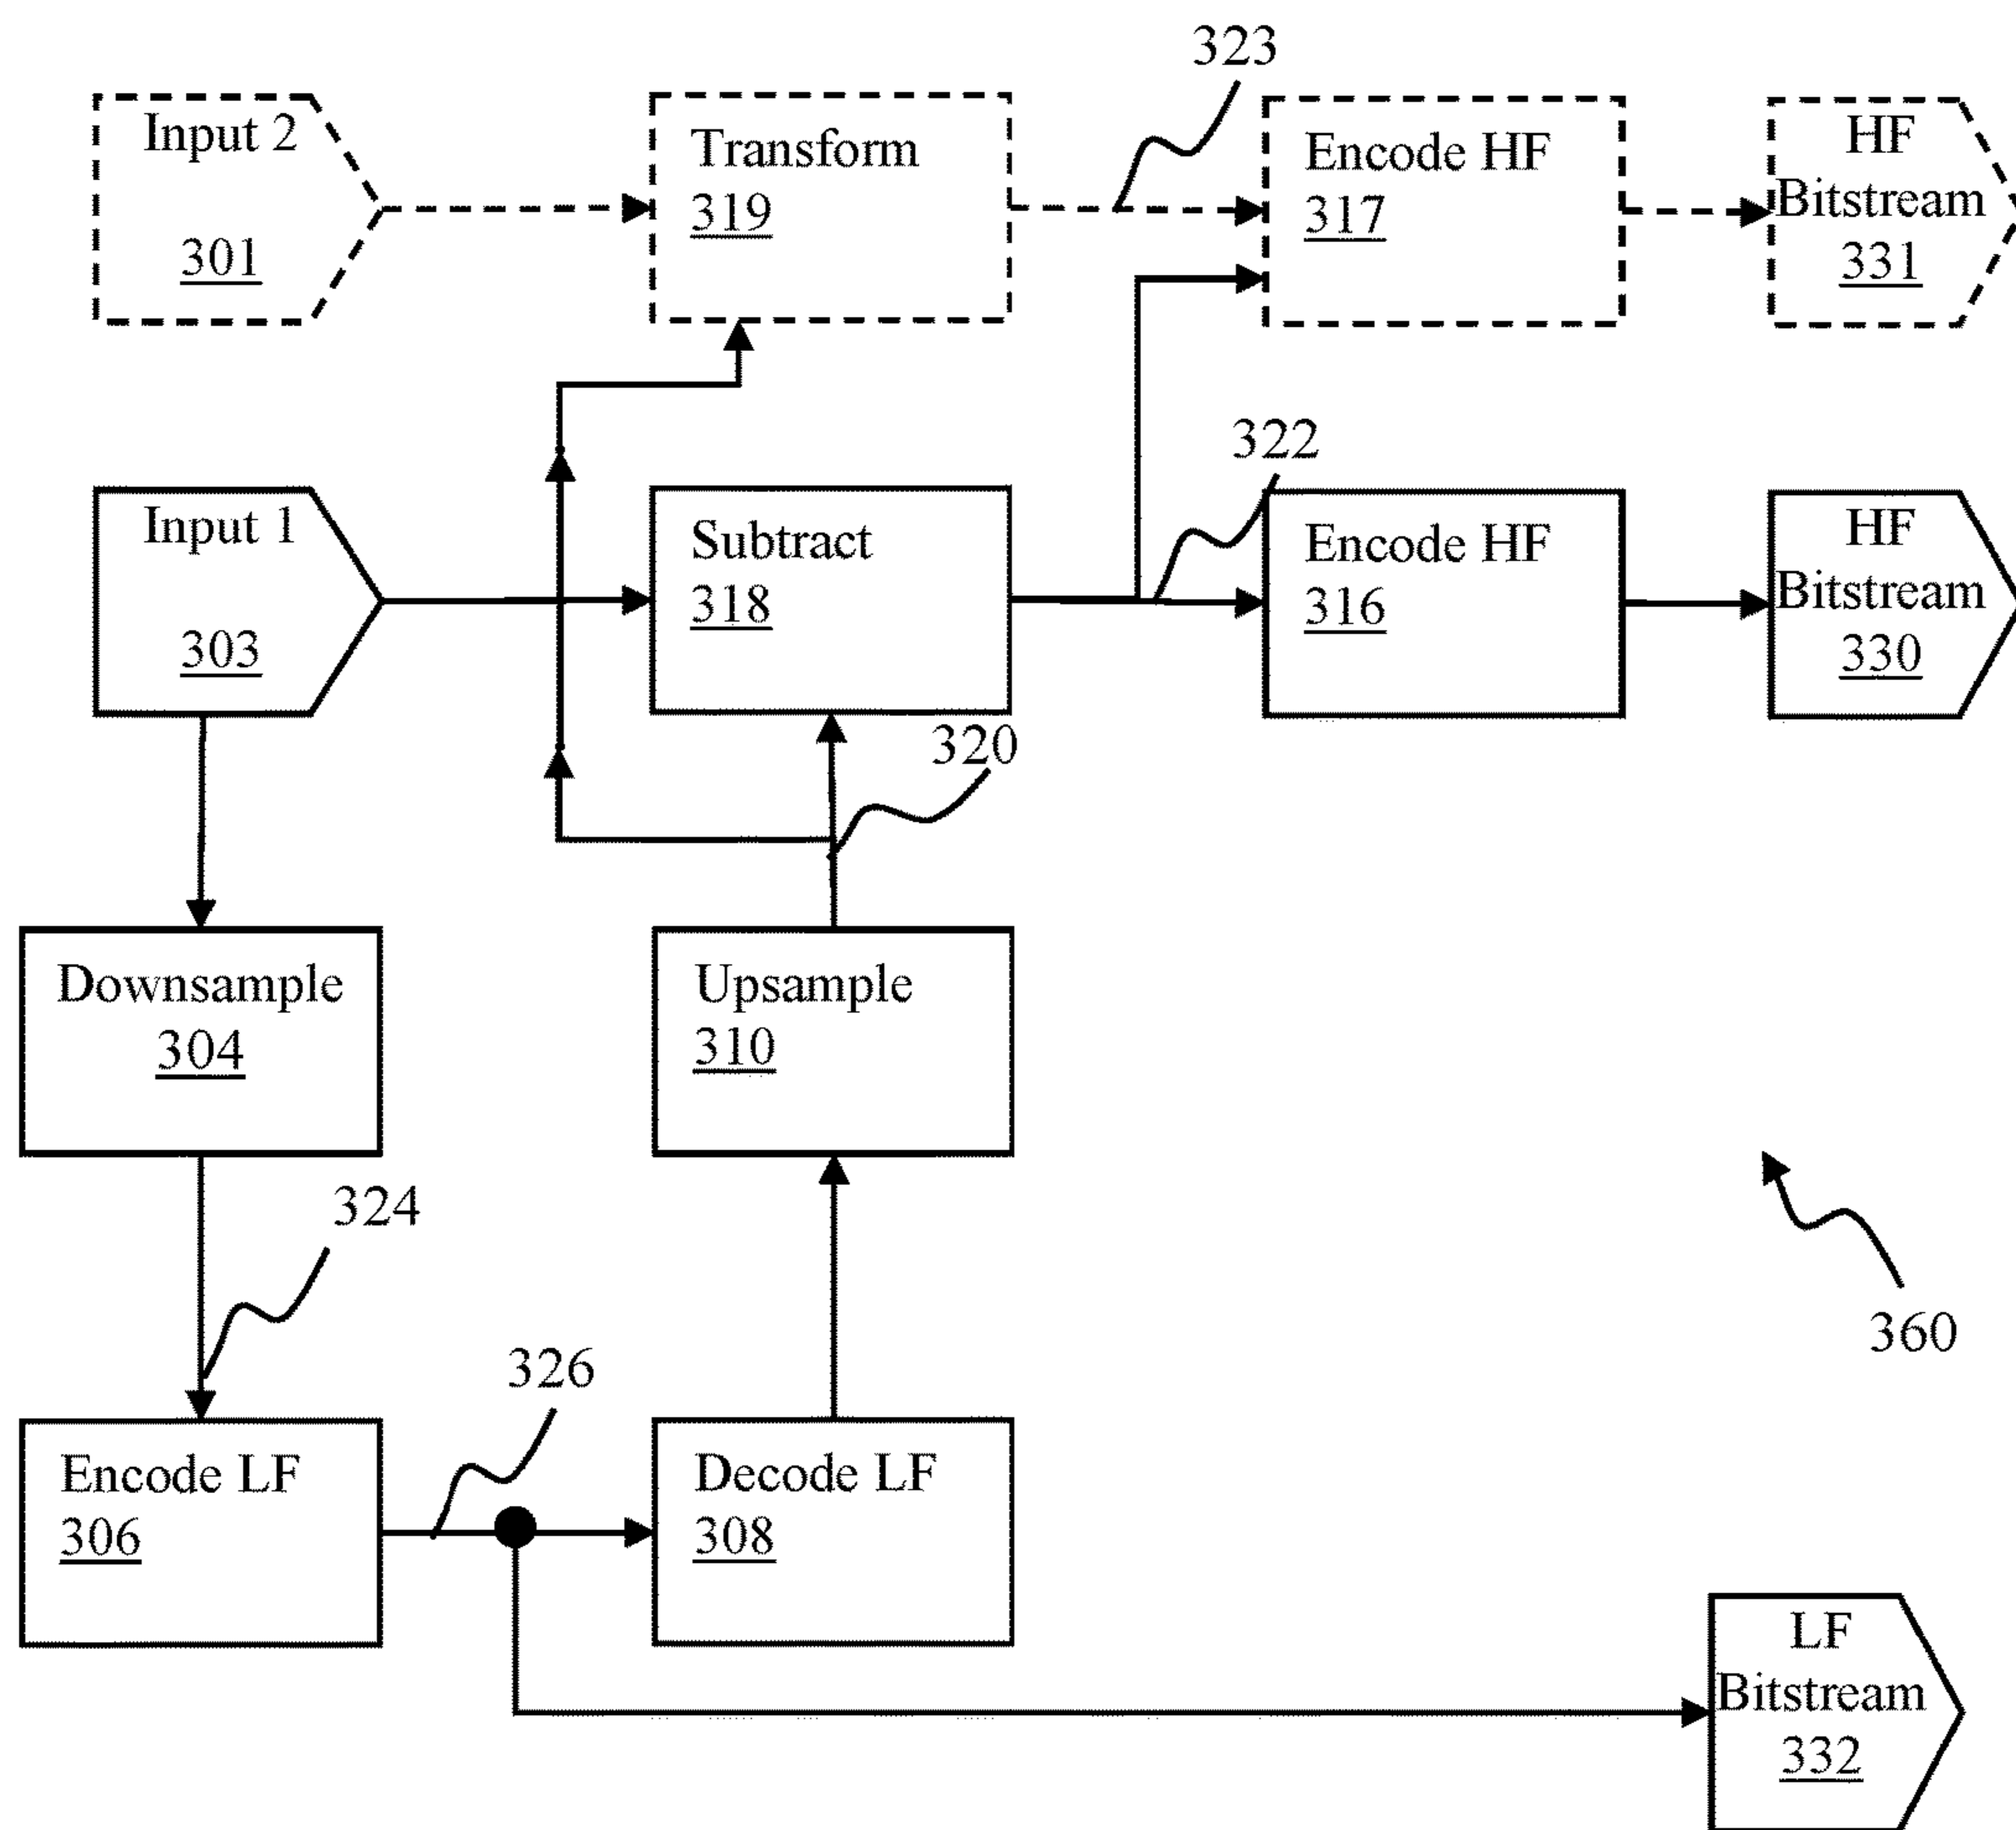 323
Input 2
301
Transform
319
Encode HF
317
HF
Bitstream
331
322
Input 1
303
Subtract
318
Encode HF
316
HF
Bitstream
330
320
Downsample
304
Upsample
310
324
360
326
Encode LF
306
Decode LF
308
LF
Bitstream
332